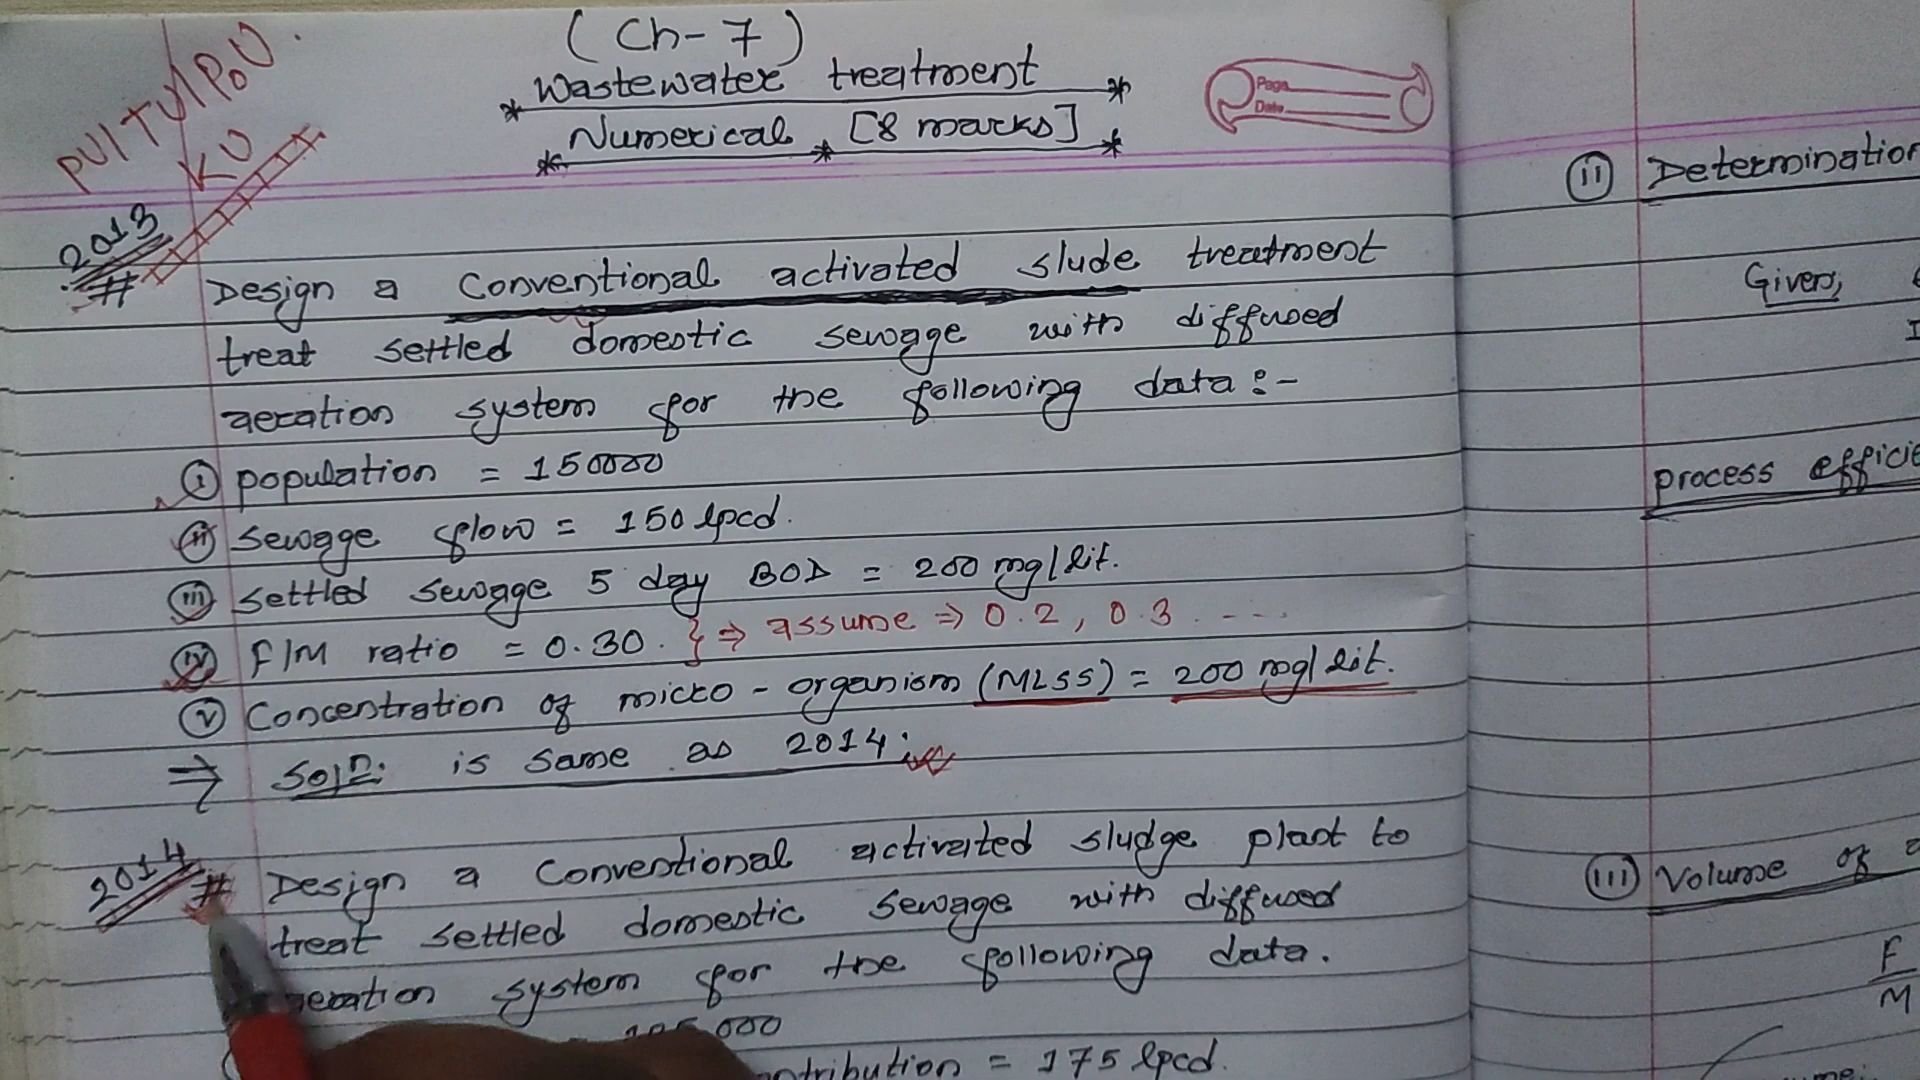 (Ch-7)
PU/TU/POU.
KU
Wastewater treatment
Numerical [8 marks]
Page
Date
2013
# Design a conventional activated slude treatment
treat settled domestic sewage with diffused
aeration system for the following data:-
(i) population = 150000
(ii) sewage flow = 150 lpcd.
(iii) settled sewage 5 day BOD = 200 mg/lit.
(iv) F/M ratio = 0.30. } ⇒ assume ⇒ 0.2, 0.3 ....
(v) Concentration of micro-organism (MLSS) = 200 mg/lit.
⇒ Soln: is same as 2014.
2014
# Design a conventional activated sludge plant to
treat settled domestic sewage with diffused
aeration system for the following data.
000
= 175 lpcd.
(ii) Determination
Given,
process
(iii) Volume of
F
M